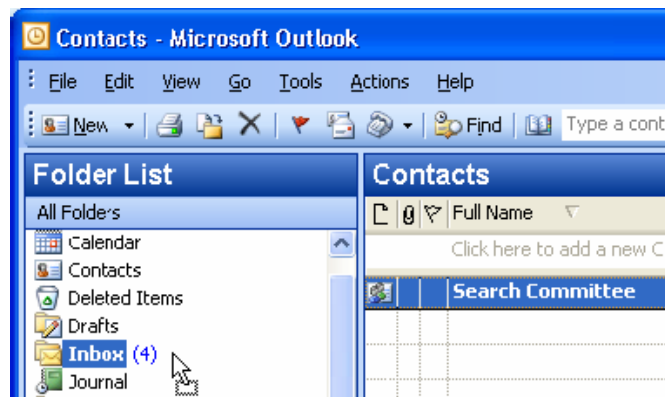 Contacts - Microsoft Outlook
File Edit View Go Tools Actions Help
New Find Type a cont
Folder List
Contacts
All Folders
Full Name
Calendar
Click here to add a new C
Contacts
Search Committee
Deleted Items
Drafts
Inbox (4)
Journal